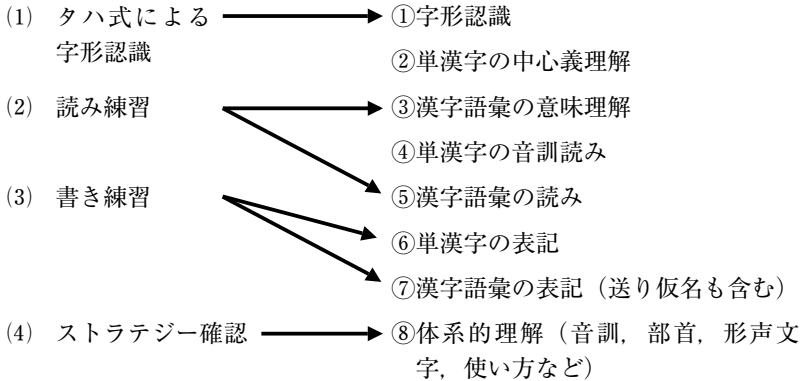 (1) タハ式による
字形認識
(2) 読み練習
(3) 書き練習
(4) ストラテジー確認
①字形認識
②単漢字の中心義理解
③漢字語彙の意味理解
④単漢字の音訓読み
⑤漢字語彙の読み
⑥単漢字の表記
⑦漢字語彙の表記（送り仮名も含む）
⑧体系的理解（音訓，部首，形声文
字，使い方など）